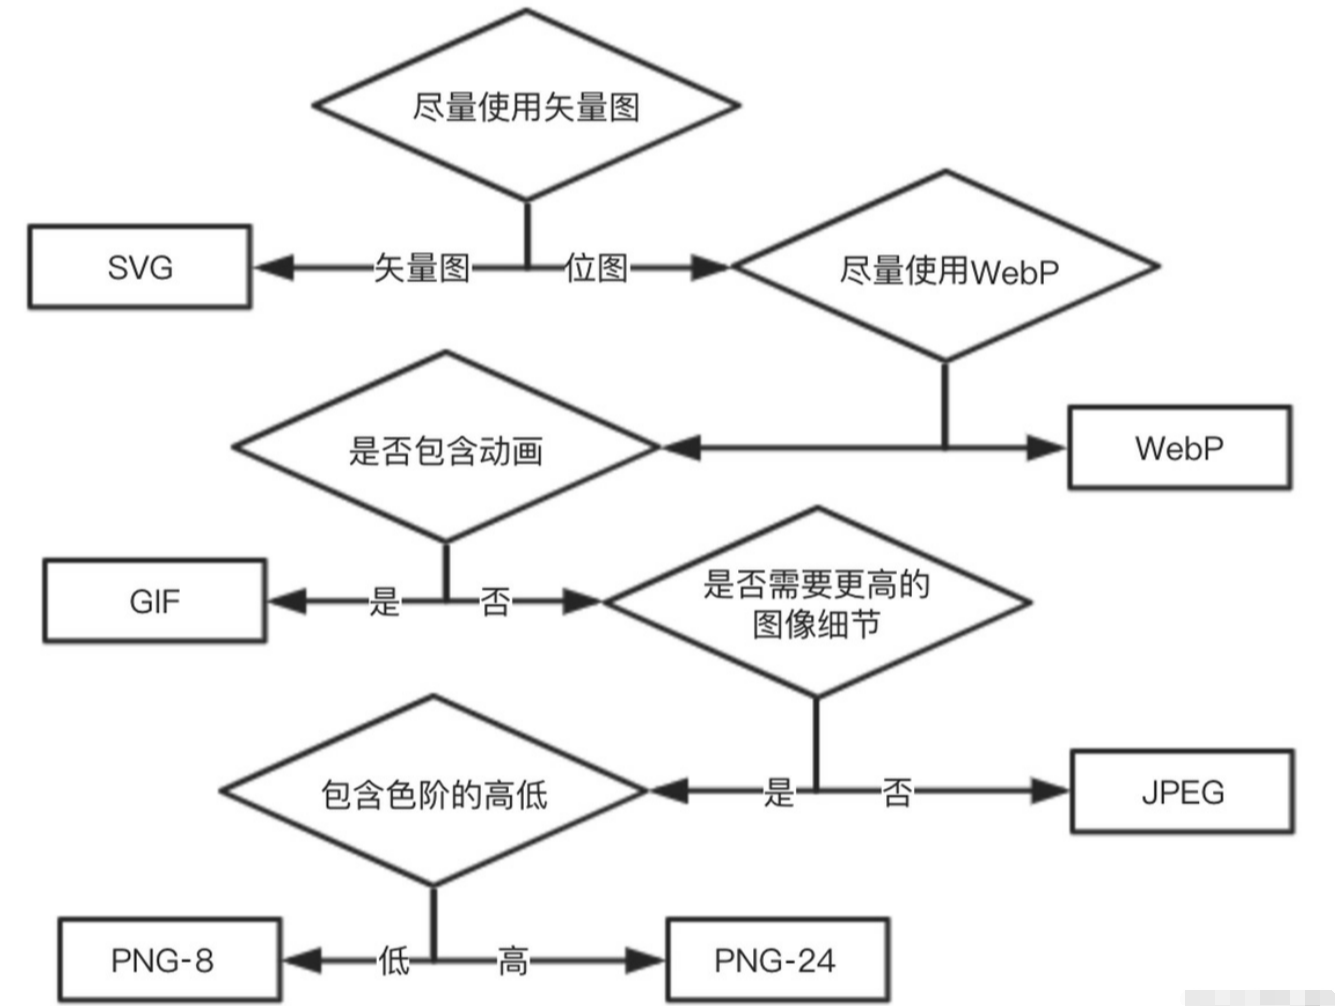 尽量使用矢量图
SVG
矢量图
位图
尽量使用WebP
是否包含动画
WebP
GIF
是
否
是否需要更高的
图像细节
包含色阶的高低
是
否
JPEG
PNG-8
低
高
PNG-24